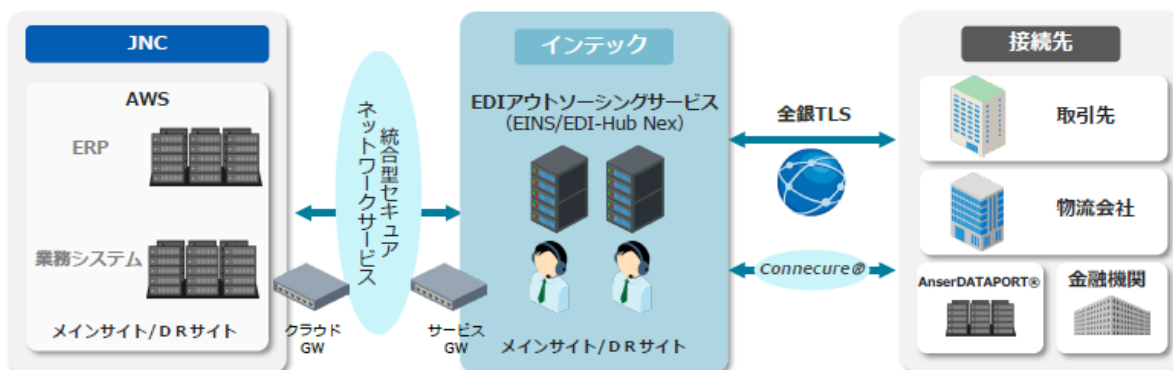 JNC
AWS
ERP
業務システム
メインサイト/ＤＲサイト
統合型セキュア
ネットワークサービス
クラウド
GW
サービス
GW
インテック
EDIアウトソーシングサービス
（EINS/EDI-Hub Nex）
メインサイト/ＤＲサイト
全銀TLS
Connecure®
接続先
取引先
物流会社
AnserDATAPORT®
金融機関